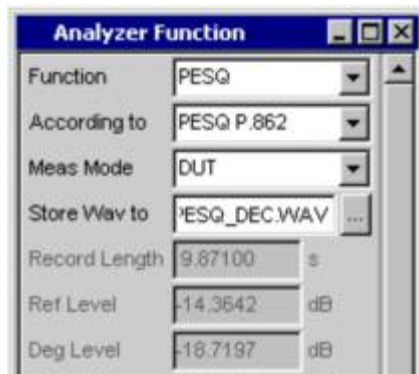 Analyzer Function
Function PESQ
According to PESQ P.862
Meas Mode DUT
Store Wav to PESQ_DEC.WAV ...
Record Length 9.87100 s
Ref Level -14.3642 dB
Deg Level -18.7197 dB